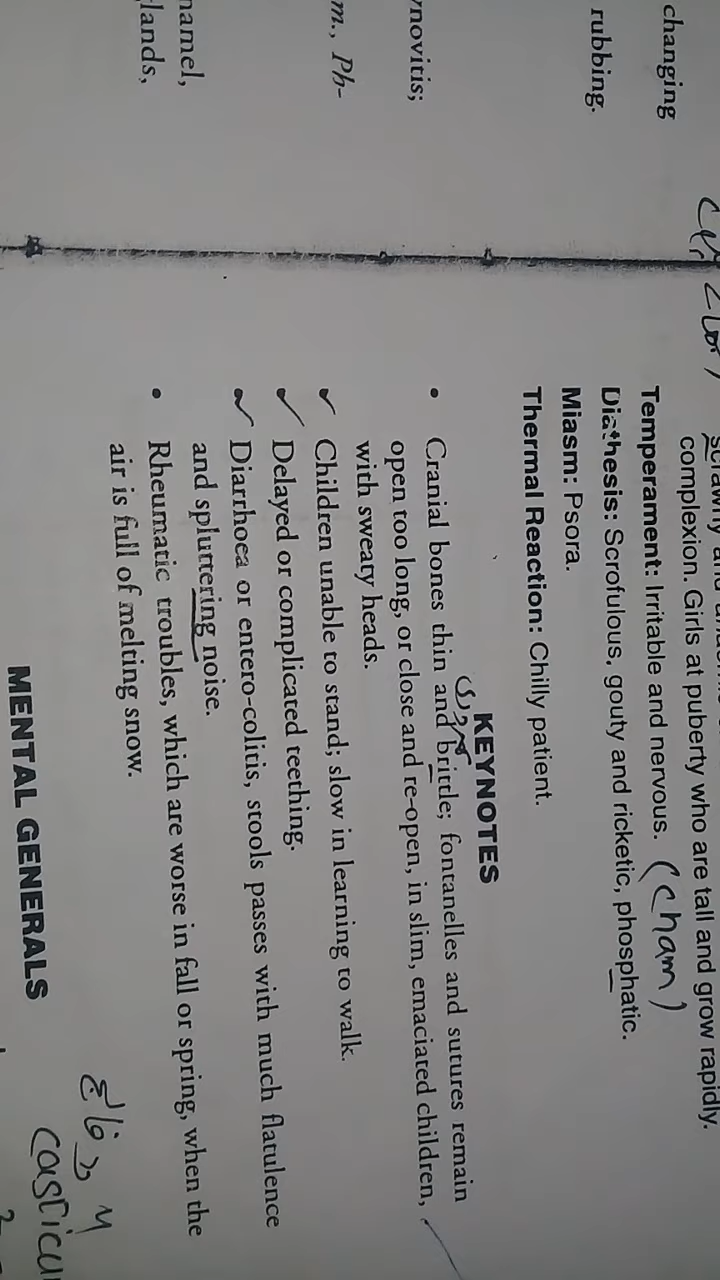 changing
rubbing.
ynovitis;
m., Ph-
namel,
lands,
complexion. Girls at puberty who are tall and grow rapidly.
Temperament: Irritable and nervous. (Cham)
Diathesis: Scrofulous, gouty and ricketic, phosphatic.
Miasm: Psora.
Thermal Reaction: Chilly patient.
KEYNOTES
• Cranial bones thin and brittle; fontanelles and sutures remain
open too long, or close and re-open, in slim, emaciated children,
with sweaty heads.
✓ Children unable to stand; slow in learning to walk.
✓ Delayed or complicated teething.
✓ Diarrhoea or entero-colitis, stools passes with much flatulence
and spluttering noise.
• Rheumatic troubles, which are worse in fall or spring, when the
air is full of melting snow.
MENTAL GENERALS